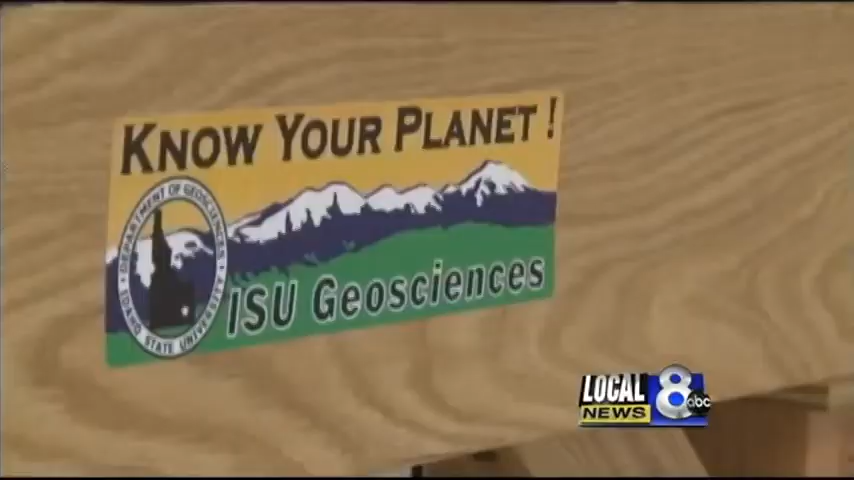 KNOW YOUR PLANET!
DEPARTMENT OF GEOSCIENCES
IDAHO STATE UNIVERSITY
ISU Geosciences
LOCAL
NEWS
8
abc